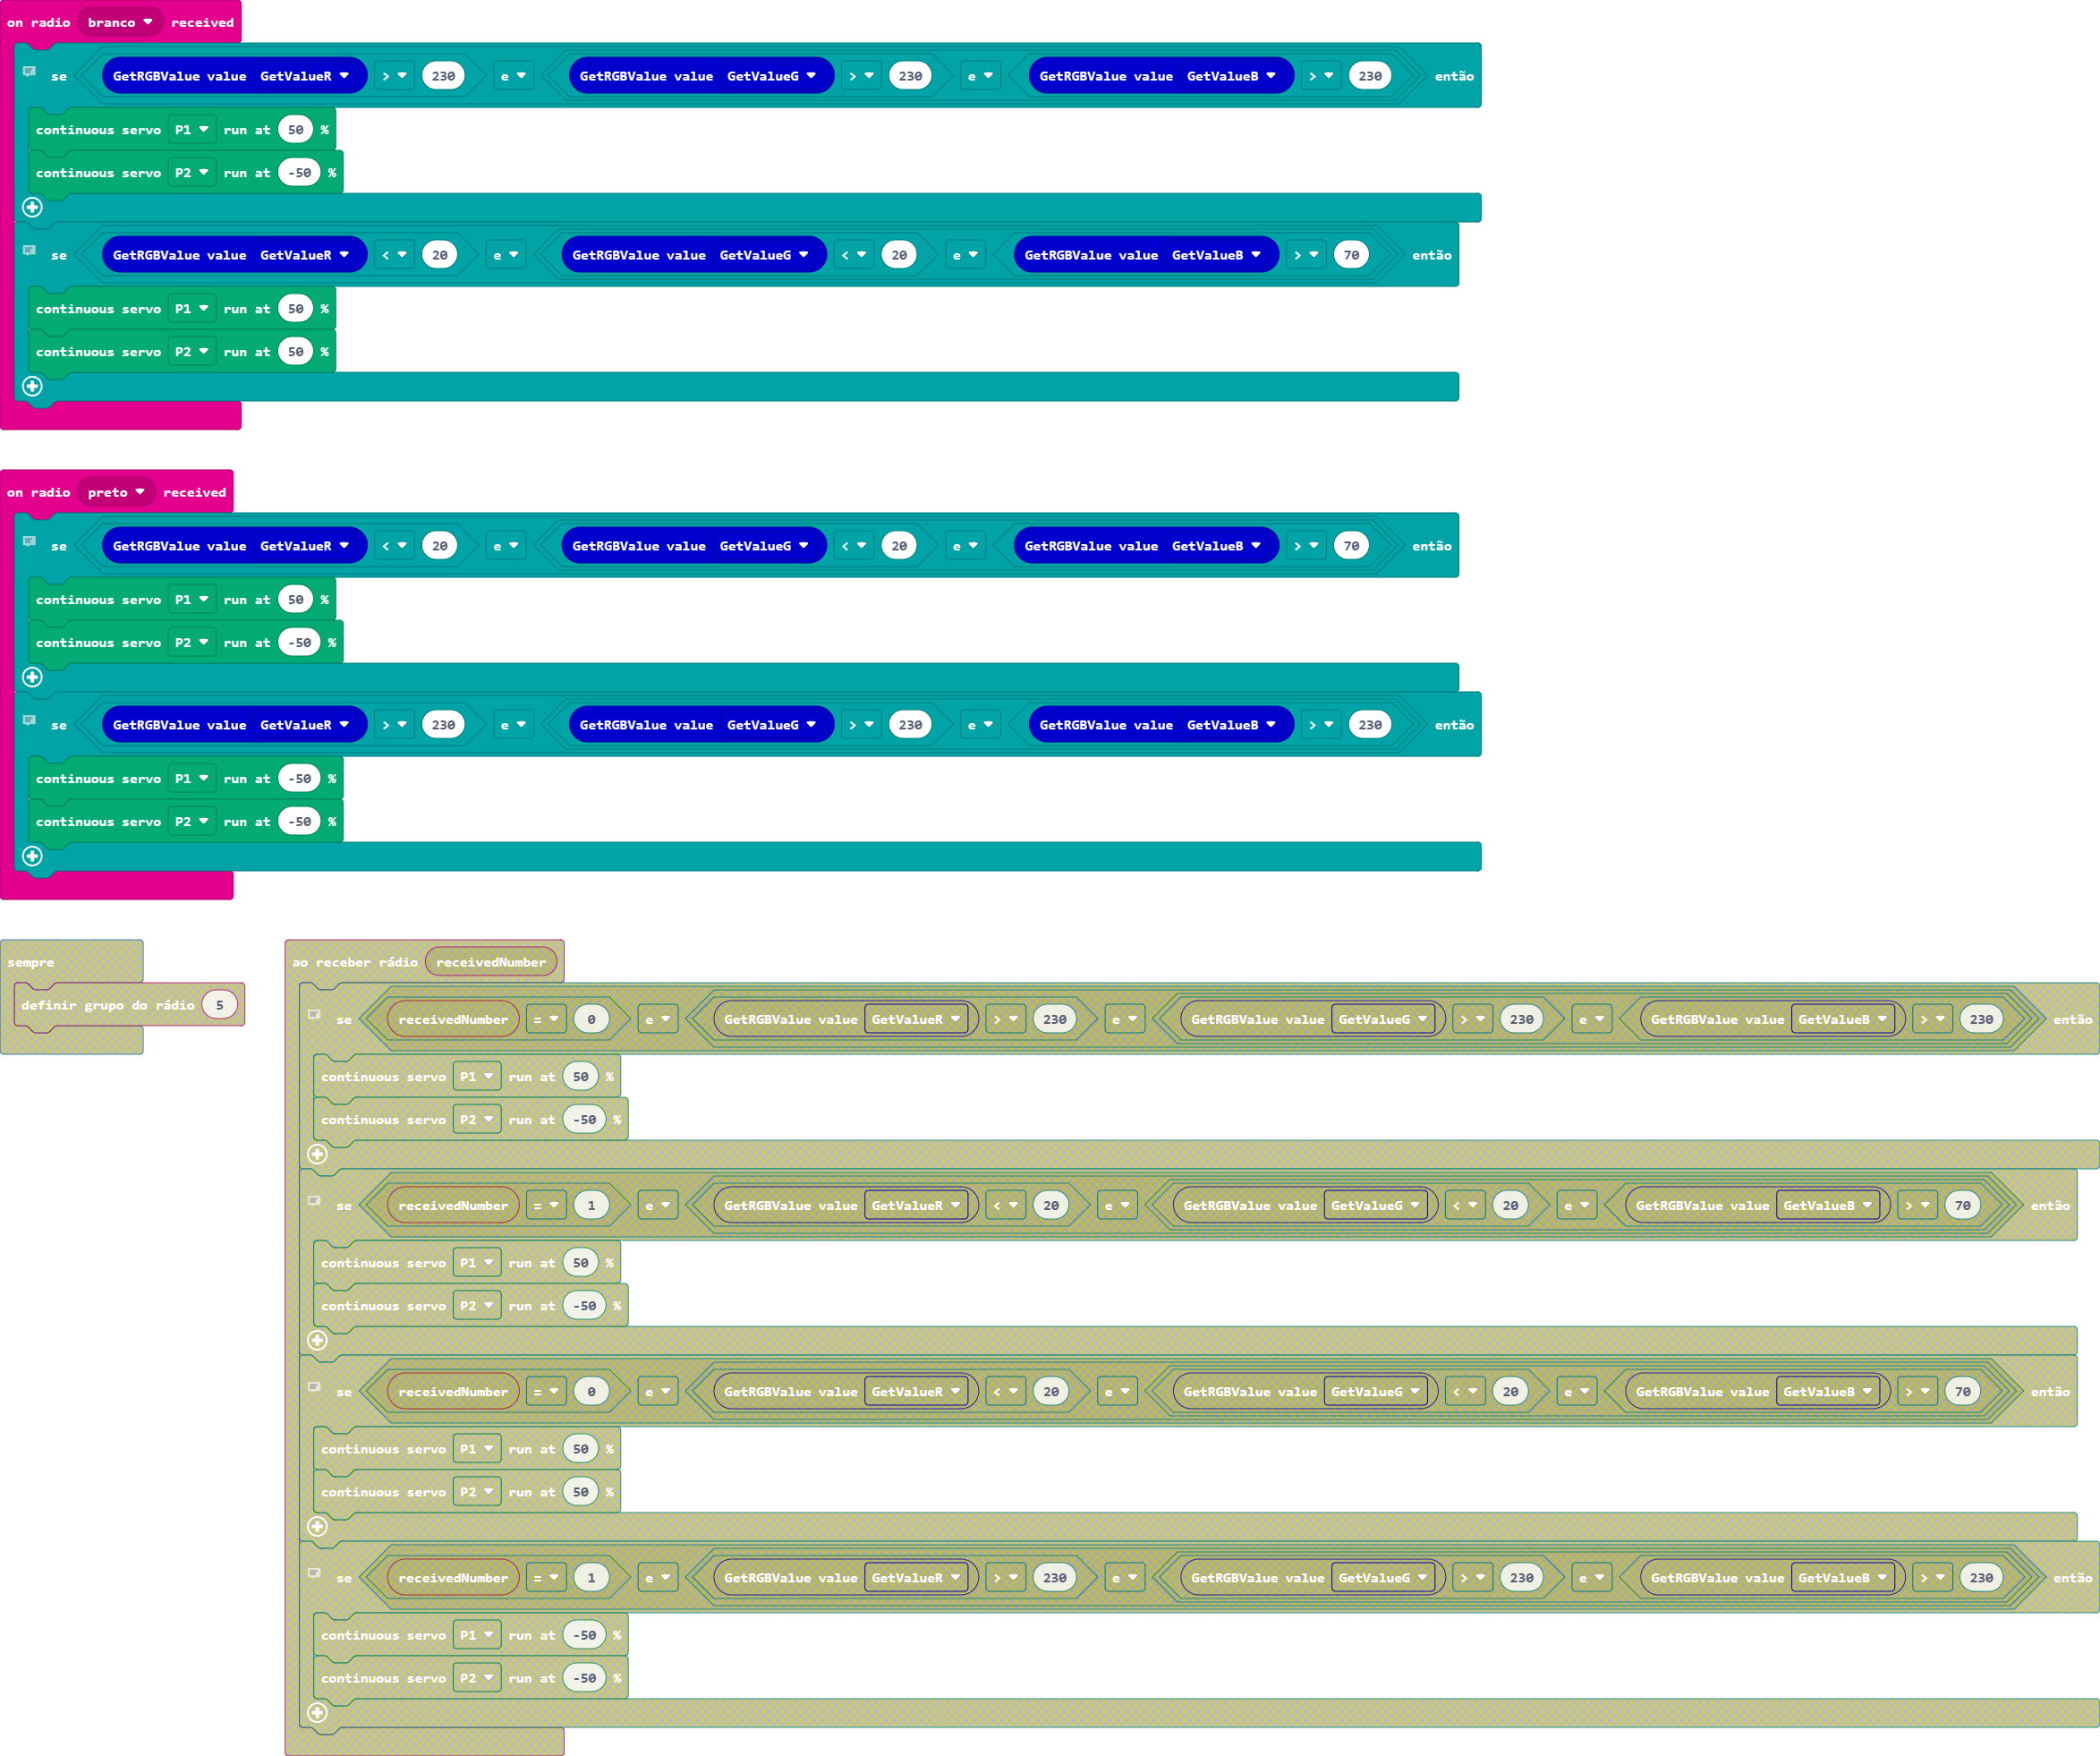 on radio branco received
se GetRGBValue value GetValueR > 230 e GetRGBValue value GetValueG > 230 e GetRGBValue value GetValueB > 230 então
continuous servo P1 run at 50 %
continuous servo P2 run at -50 %
se GetRGBValue value GetValueR < 20 e GetRGBValue value GetValueG < 20 e GetRGBValue value GetValueB > 70 então
continuous servo P1 run at 50 %
continuous servo P2 run at 50 %
on radio preto received
se GetRGBValue value GetValueR < 20 e GetRGBValue value GetValueG < 20 e GetRGBValue value GetValueB > 70 então
continuous servo P1 run at 50 %
continuous servo P2 run at -50 %
se GetRGBValue value GetValueR > 230 e GetRGBValue value GetValueG > 230 e GetRGBValue value GetValueB > 230 então
continuous servo P1 run at -50 %
continuous servo P2 run at -50 %
sempre
definir grupo do rádio 5
ao receber rádio receivedNumber
se receivedNumber = 0 e GetRGBValue value GetValueR > 230 e GetRGBValue value GetValueG > 230 e GetRGBValue value GetValueB > 230 então
continuous servo P1 run at 50 %
continuous servo P2 run at -50 %
se receivedNumber = 1 e GetRGBValue value GetValueR < 20 e GetRGBValue value GetValueG < 20 e GetRGBValue value GetValueB > 70 então
continuous servo P1 run at 50 %
continuous servo P2 run at -50 %
se receivedNumber = 0 e GetRGBValue value GetValueR < 20 e GetRGBValue value GetValueG < 20 e GetRGBValue value GetValueB > 70 então
continuous servo P1 run at 50 %
continuous servo P2 run at 50 %
se receivedNumber = 1 e GetRGBValue value GetValueR > 230 e GetRGBValue value GetValueG > 230 e GetRGBValue value GetValueB > 230 então
continuous servo P1 run at -50 %
continuous servo P2 run at -50 %